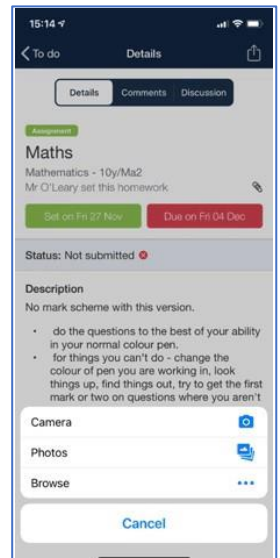 15:14
To do Details
Details Comments Discussion
Assignment
Maths
Mathematics - 10y/Ma2
Mr O'Leary set this homework
Set on Fri 27 Nov Due on Fri 04 Dec
Status: Not submitted
Description
No mark scheme with this version.
• do the questions to the best of your ability
in your normal colour pen.
• for things you can't do - change the
colour of pen you are working in, look
things up, find things out, try to get the first
mark or two on questions where you aren't
Camera
Photos
Browse
Cancel